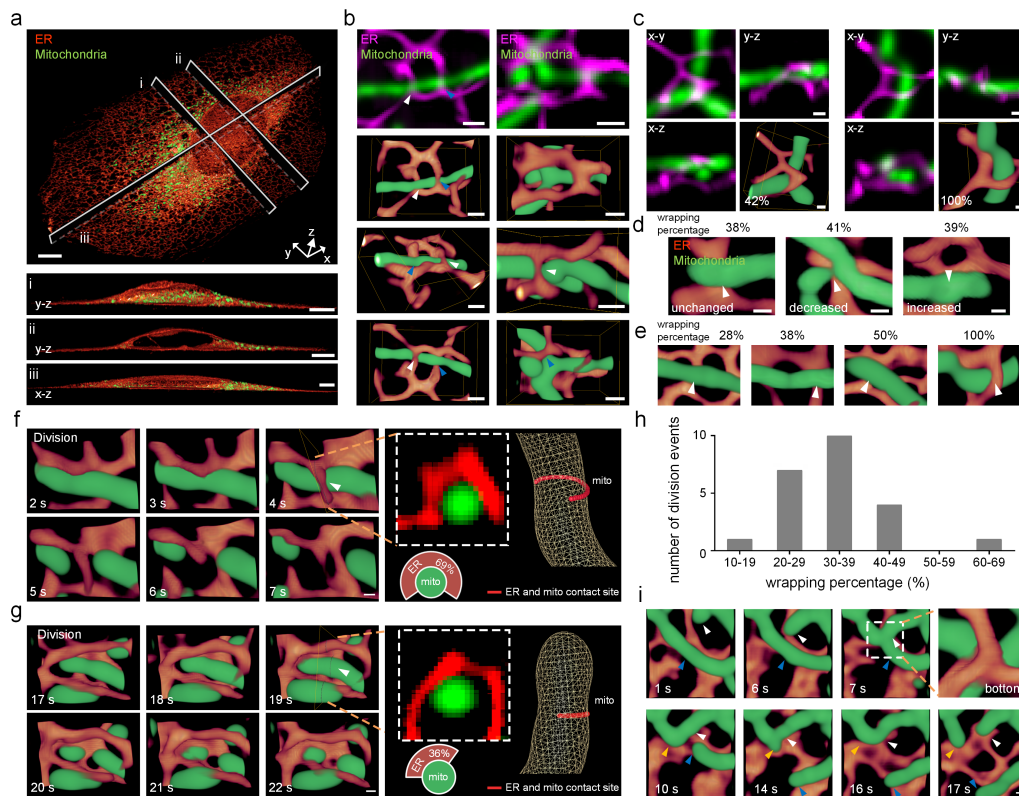 a
ER
Mitochondria
i
ii
iii
z
y
x
i
y-z
ii
y-z
iii
x-z
b
ER
Mitochondria
ER
Mitochondria
c
x-y
y-z
x-z
42%
x-y
y-z
x-z
100%
d
wrapping
percentage
38%
41%
39%
ER
Mitochondria
unchanged
decreased
increased
e
wrapping
percentage
28%
38%
50%
100%
f
Division
2 s
3 s
4 s
5 s
6 s
7 s
ER
69%
mito
mito
ER and mito contact site
g
Division
17 s
18 s
19 s
20 s
21 s
22 s
ER
36%
mito
mito
ER and mito contact site
h
number of division events
10
5
0
10-19
20-29
30-39
40-49
50-59
60-69
wrapping percentage (%)
i
1 s
6 s
7 s
bottom
10 s
14 s
16 s
17 s